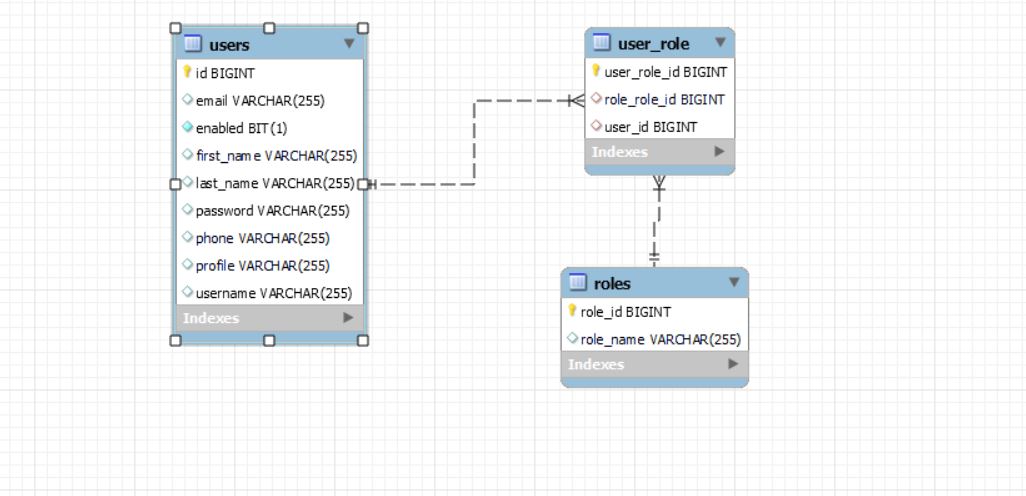 users
id BIGINT
email VARCHAR(255)
enabled BIT(1)
first_name VARCHAR(255)
last_name VARCHAR(255)
password VARCHAR(255)
phone VARCHAR(255)
profile VARCHAR(255)
username VARCHAR(255)
Indexes
user_role
user_role_id BIGINT
role_role_id BIGINT
user_id BIGINT
Indexes
roles
role_id BIGINT
role_name VARCHAR(255)
Indexes